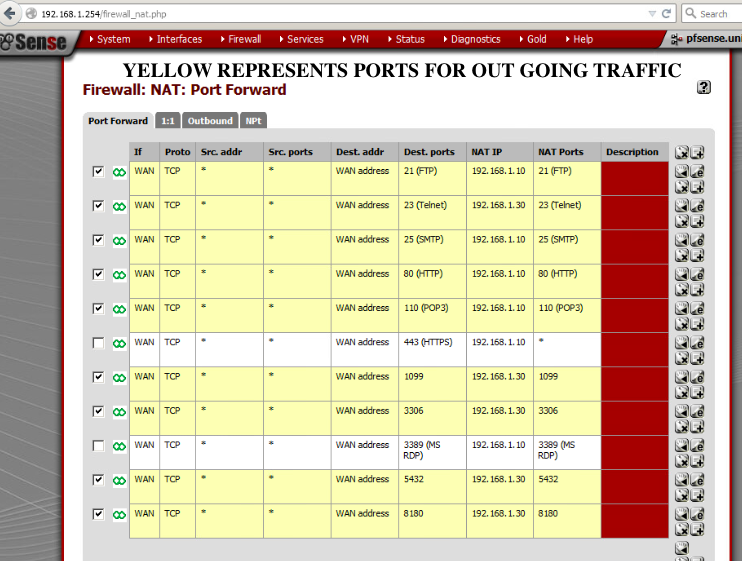 192.168.1.254/firewall_nat.php
Search
Sense
System Interfaces Firewall Services VPN Status Diagnostics Gold Help pfsense.uni
YELLOW REPRESENTS PORTS FOR OUT GOING TRAFFIC
Firewall: NAT: Port Forward
?
Port Forward 1:1 Outbound NPt
If Proto Src. addr Src. ports Dest. addr Dest. ports NAT IP NAT Ports Description
WAN TCP * * WAN address 21 (FTP) 192.168.1.10 21 (FTP)
WAN TCP * * WAN address 23 (Telnet) 192.168.1.30 23 (Telnet)
WAN TCP * * WAN address 25 (SMTP) 192.168.1.10 25 (SMTP)
WAN TCP * * WAN address 80 (HTTP) 192.168.1.10 80 (HTTP)
WAN TCP * * WAN address 110 (POP3) 192.168.1.10 110 (POP3)
WAN TCP * * WAN address 443 (HTTPS) 192.168.1.10 *
WAN TCP * * WAN address 1099 192.168.1.30 1099
WAN TCP * * WAN address 3306 192.168.1.30 3306
WAN TCP * * WAN address 3389 (MS RDP) 192.168.1.10 3389 (MS RDP)
WAN TCP * * WAN address 5432 192.168.1.30 5432
WAN TCP * * WAN address 8180 192.168.1.30 8180